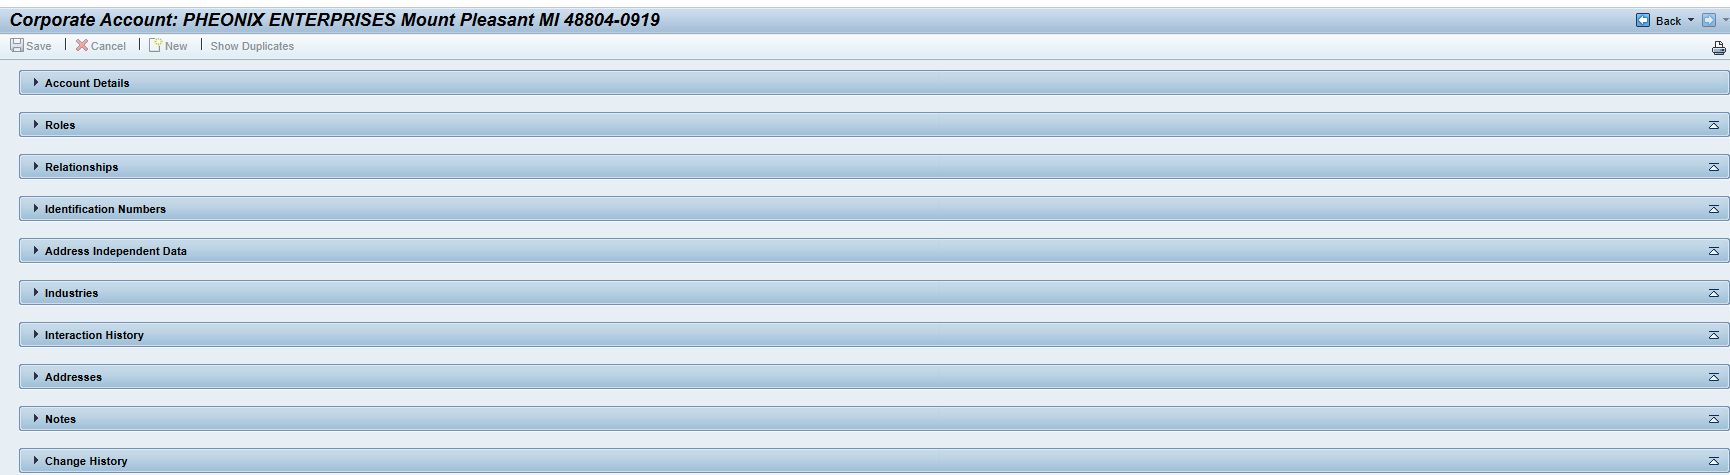 Corporate Account: PHEONIX ENTERPRISES Mount Pleasant MI 48804-0919
Back
Save
Cancel
New
Show Duplicates
Account Details
Roles
Relationships
Identification Numbers
Address Independent Data
Industries
Interaction History
Addresses
Notes
Change History